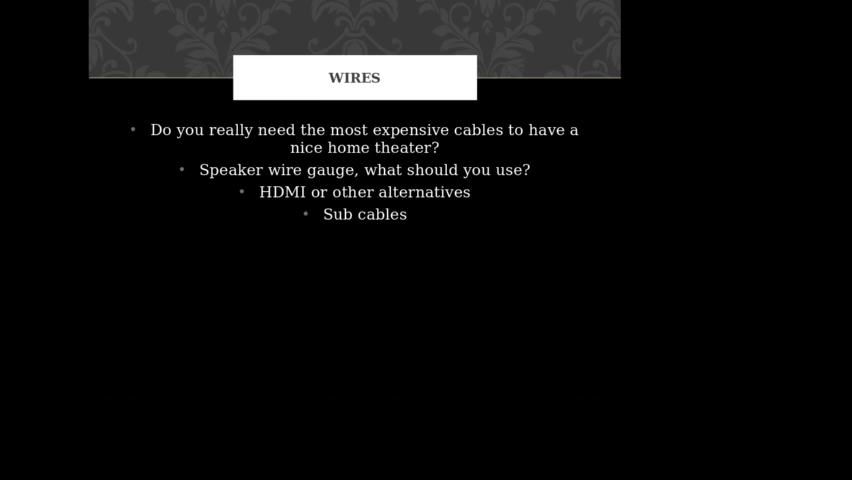 WIRES
• Do you really need the most expensive cables to have a
nice home theater?
• Speaker wire gauge, what should you use?
• HDMI or other alternatives
• Sub cables